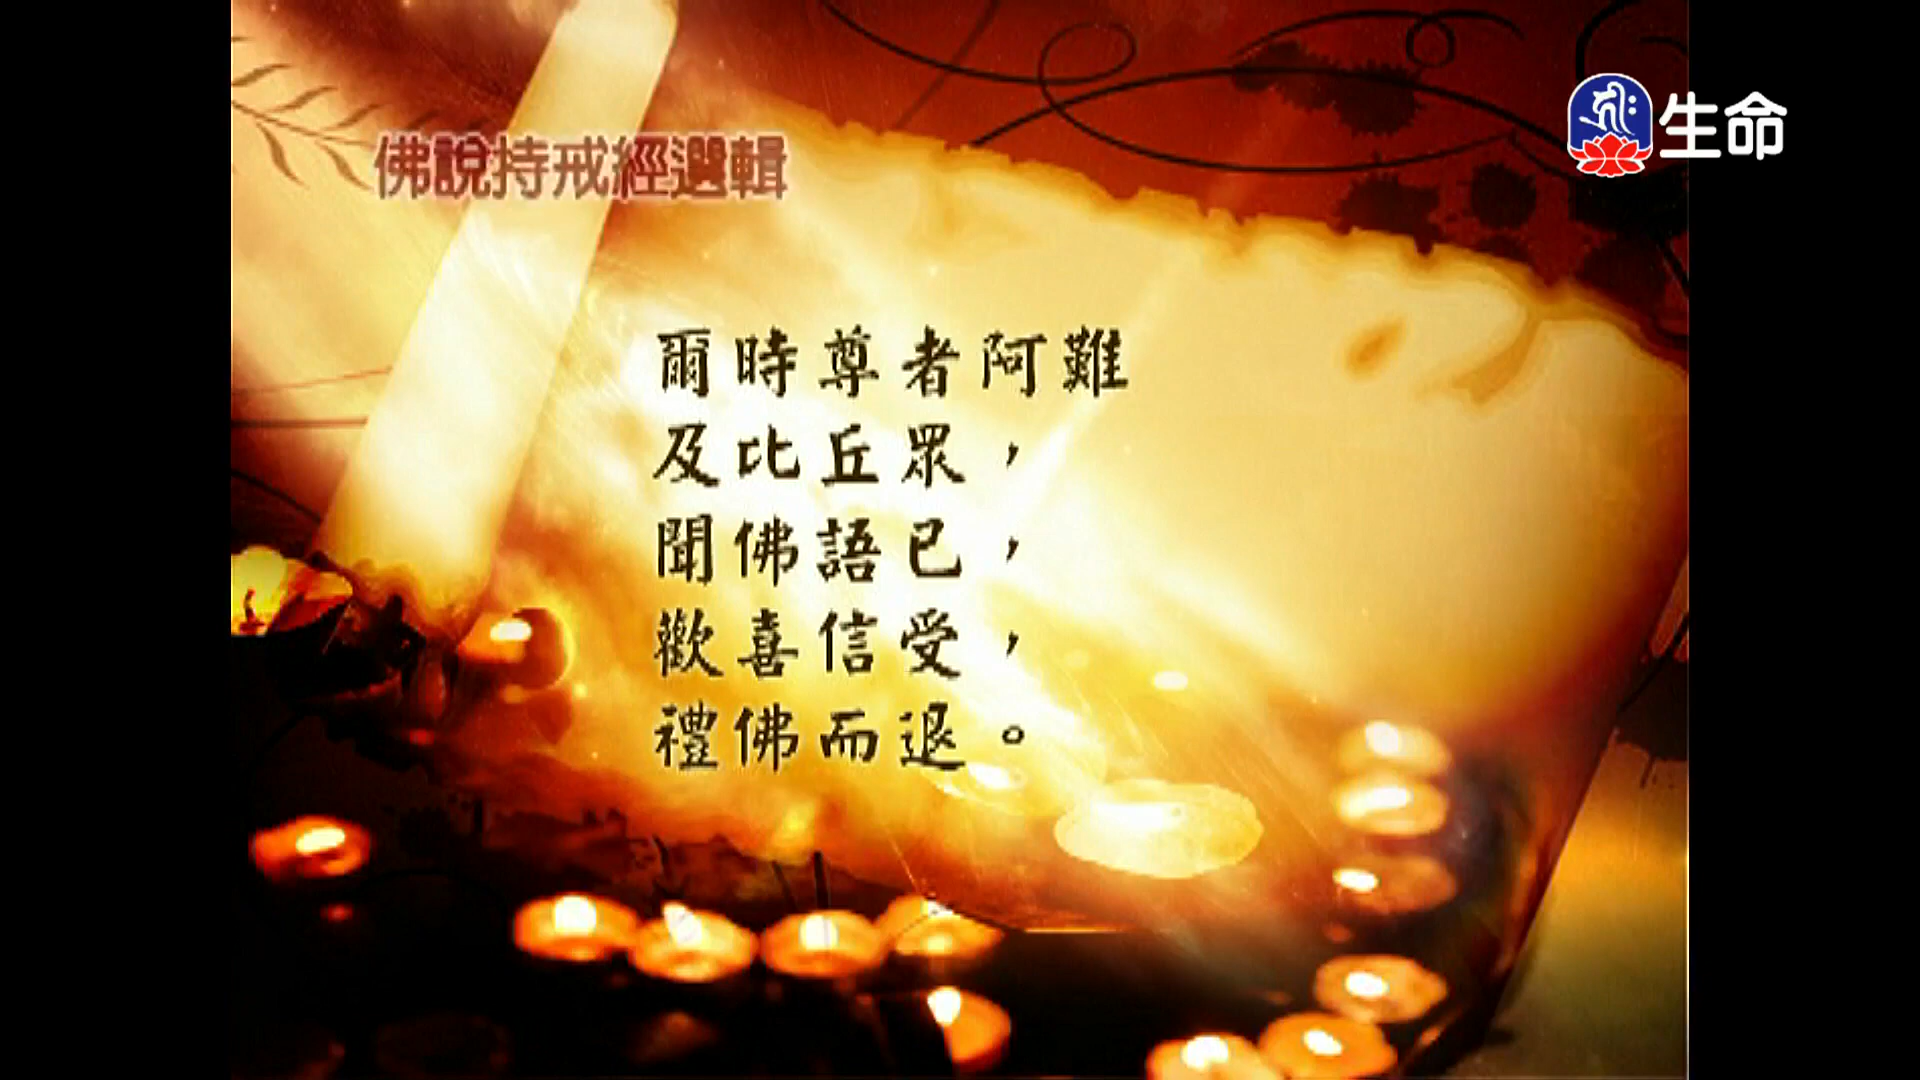 佛說持戒經選輯
生命
爾時尊者阿難
及比丘眾，
聞佛語已，
歡喜信受，
禮佛而退。